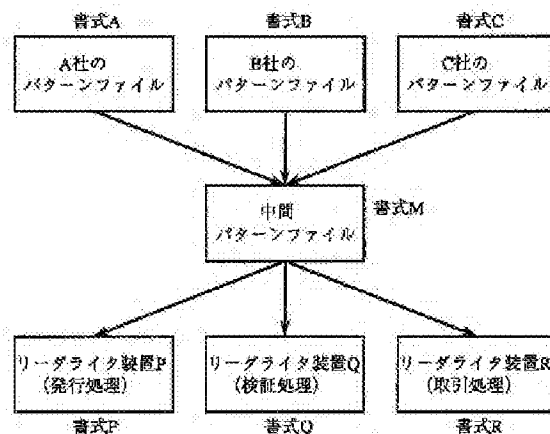 書式A
書式B
書式C
A社の
パターンファイル
B社の
パターンファイル
C社の
パターンファイル
中間
パターンファイル
書式M
リーダライタ装置P
(発行処理)
リーダライタ装置Q
(検証処理)
リーダライタ装置R
(取引処理)
書式P
書式Q
書式R